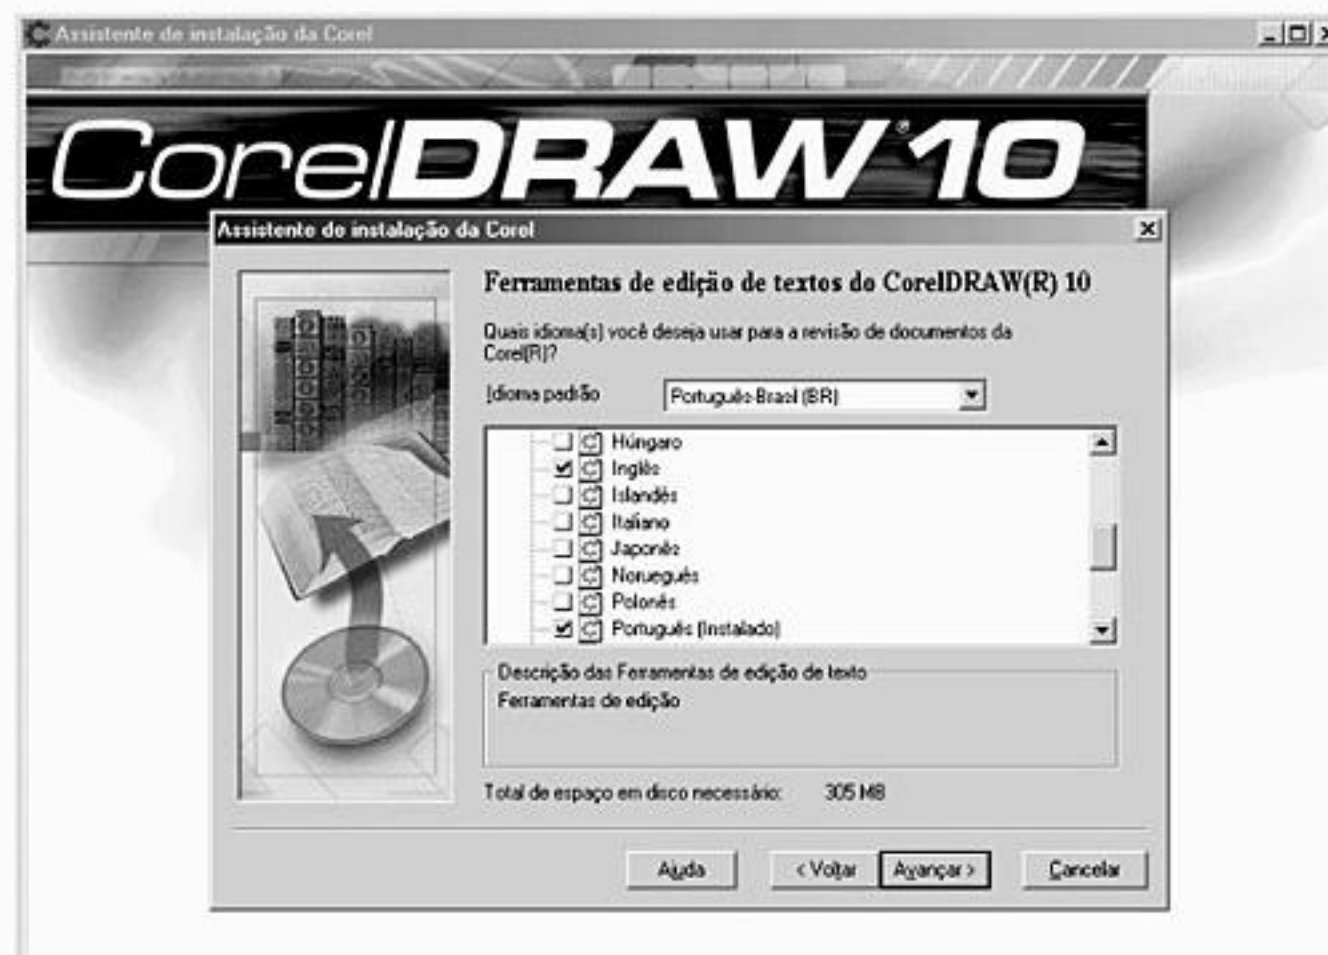 Assistente de instalação da Corel
CorelDRAW® 10
Assistente de instalação da Corel
Ferramentas de edição de textos do CorelDRAW(R) 10
Quais idioma(s) você deseja usar para a revisão de documentos da
Corel(R)?
Idioma padrão Português-Brasil (BR)
Húngaro
Inglês
Islandês
Italiano
Japonês
Norueguês
Polonês
Português (Instalado)
Descrição das Ferramentas de edição de texto
Ferramentas de edição
Total de espaço em disco necessário: 305 MB
Ajuda < Voltar Avançar > Cancelar